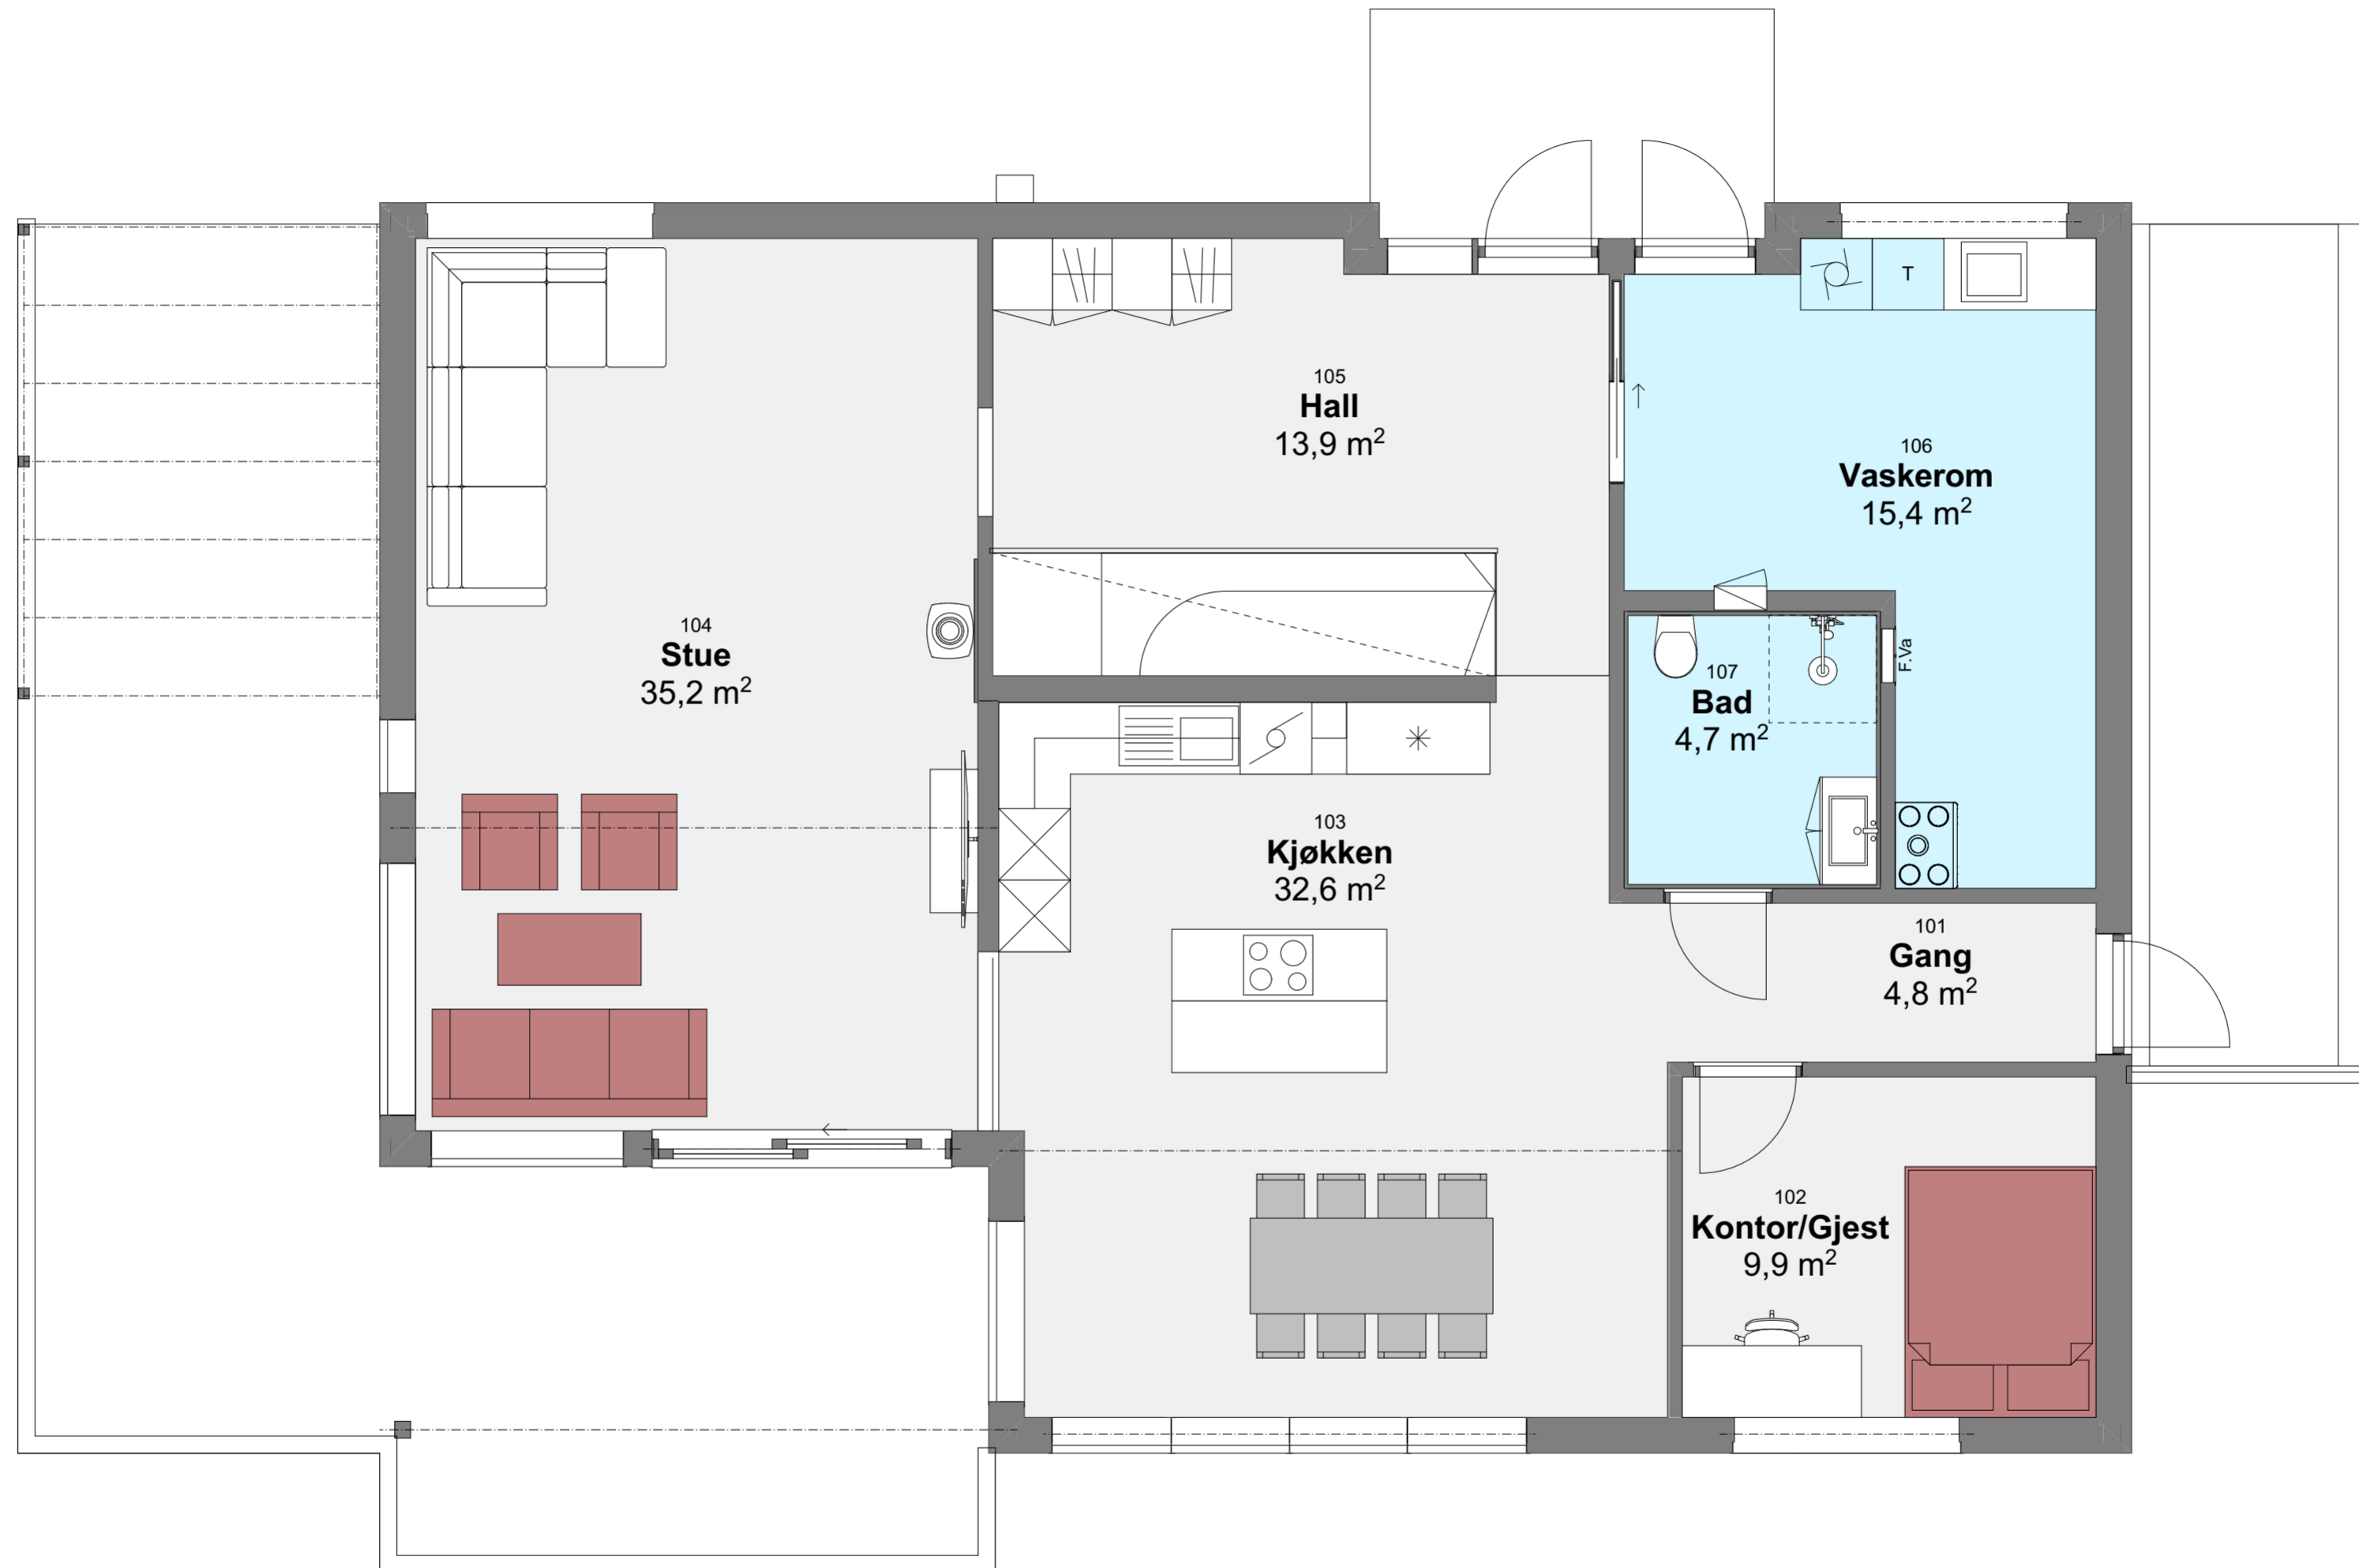 T
105
Hall
13,9 m²
106
Vaskerom
15,4 m²
104
Stue
35,2 m²
F.Va
107
Bad
4,7 m²
103
Kjøkken
32,6 m²
101
Gang
4,8 m²
102
Kontor/Gjest
9,9 m²